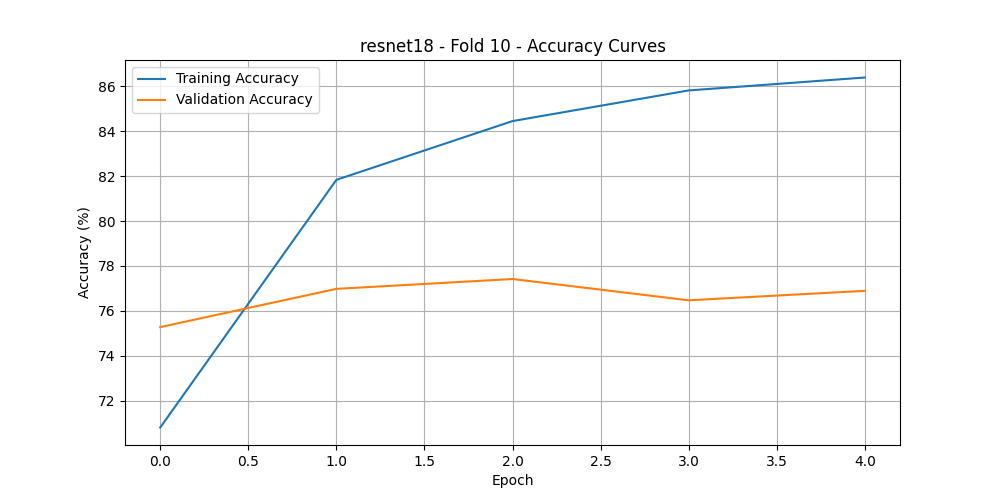 resnet18 - Fold 10 - Accuracy Curves
Training Accuracy
Validation Accuracy
Accuracy (%)
86
84
82
80
78
76
74
72
0.0 0.5 1.0 1.5 2.0 2.5 3.0 3.5 4.0
Epoch